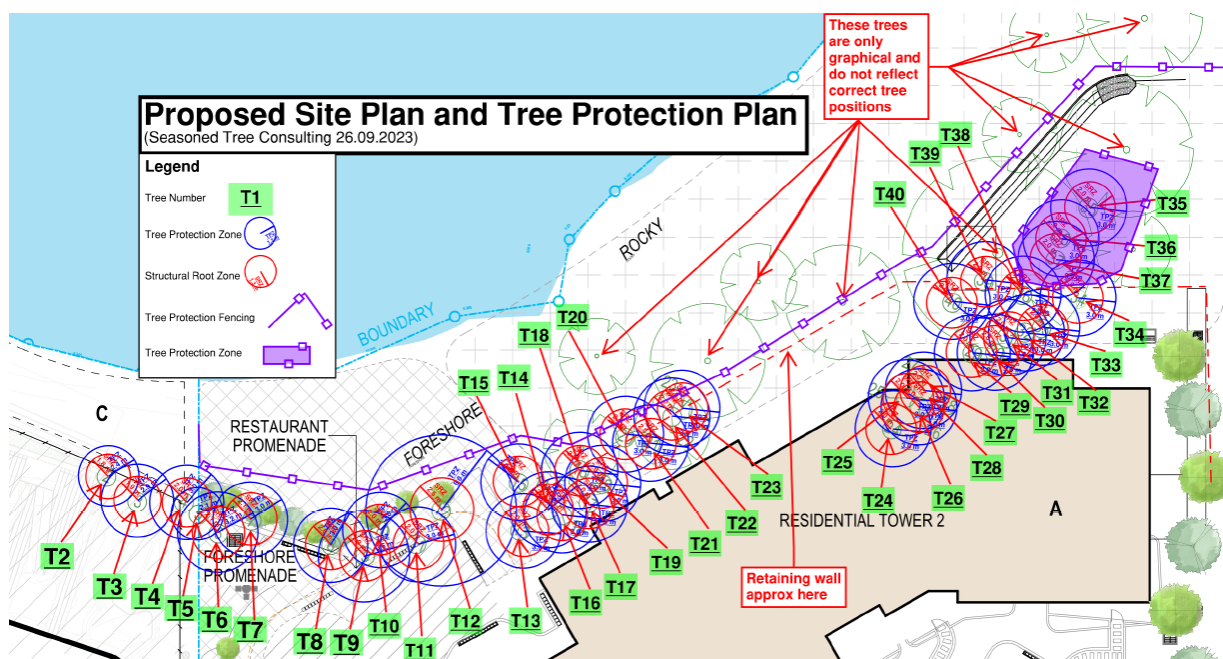 These trees
are only
graphical and
do not reflect
correct tree
positions
Proposed Site Plan and Tree Protection Plan
(Seasoned Tree Consulting 26.09.2023)
Legend
Tree Number T1
Tree Protection Zone
Structural Root Zone
Tree Protection Fencing
Tree Protection Zone
BOUNDARY
ROCKY
FORESHORE
C
RESTAURANT
PROMENADE
FORESHORE
PROMENADE
T2
T3
T4
T5
T6
T7
T8
T9
T10
T11
T12
T13
T14
T15
T16
T17
T18
T19
T20
T21
T22
T23
T24
T25
T26
T27
T28
T29
T30
T31
T32
T33
T34
T35
T36
T37
T38
T39
T40
RESIDENTIAL TOWER 2
A
Retaining wall
approx here